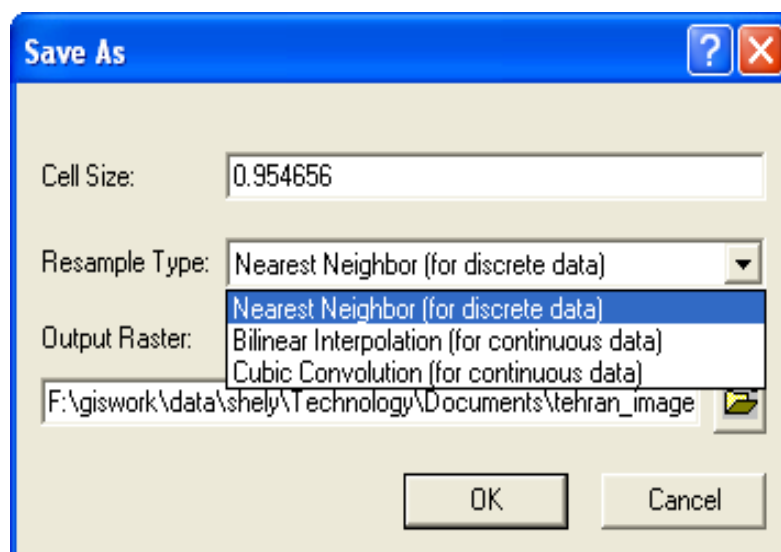 Save As
Cell Size: 0.954656
Resample Type: Nearest Neighbor (for discrete data)
Nearest Neighbor (for discrete data)
Bilinear Interpolation (for continuous data)
Cubic Convolution (for continuous data)
Output Raster:
F:\giswork\data\shely\Technology\Documents\tehran_image
OK Cancel